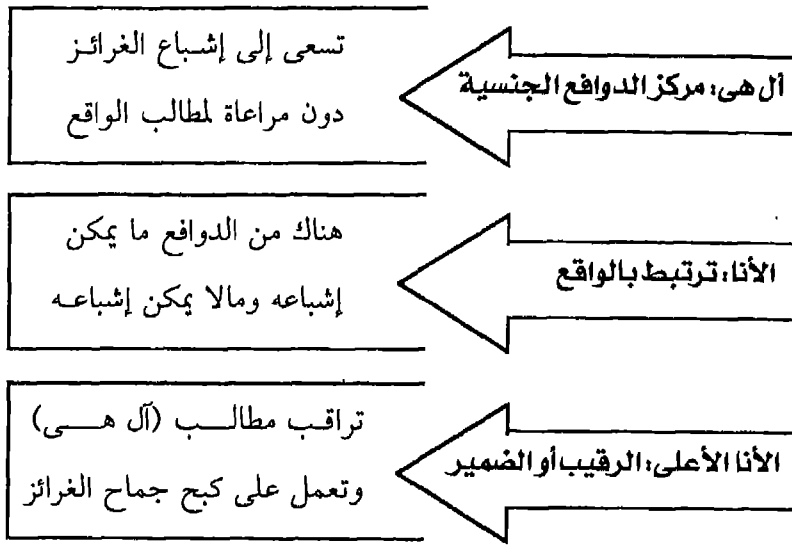 أل هى: مركز الدوافع الجنسية
تسعى إلى إشباع الغرائز
دون مراعاة لمطالب الواقع
الأنا: ترتبط بالواقع
هناك من الدوافع ما يمكن
إشباعه ومالا يمكن إشباعه
الأنا الأعلى: الرقيب أو الضمير
تراقب مطالب (آل هى)
وتعمل على كبح جماح الغرائز